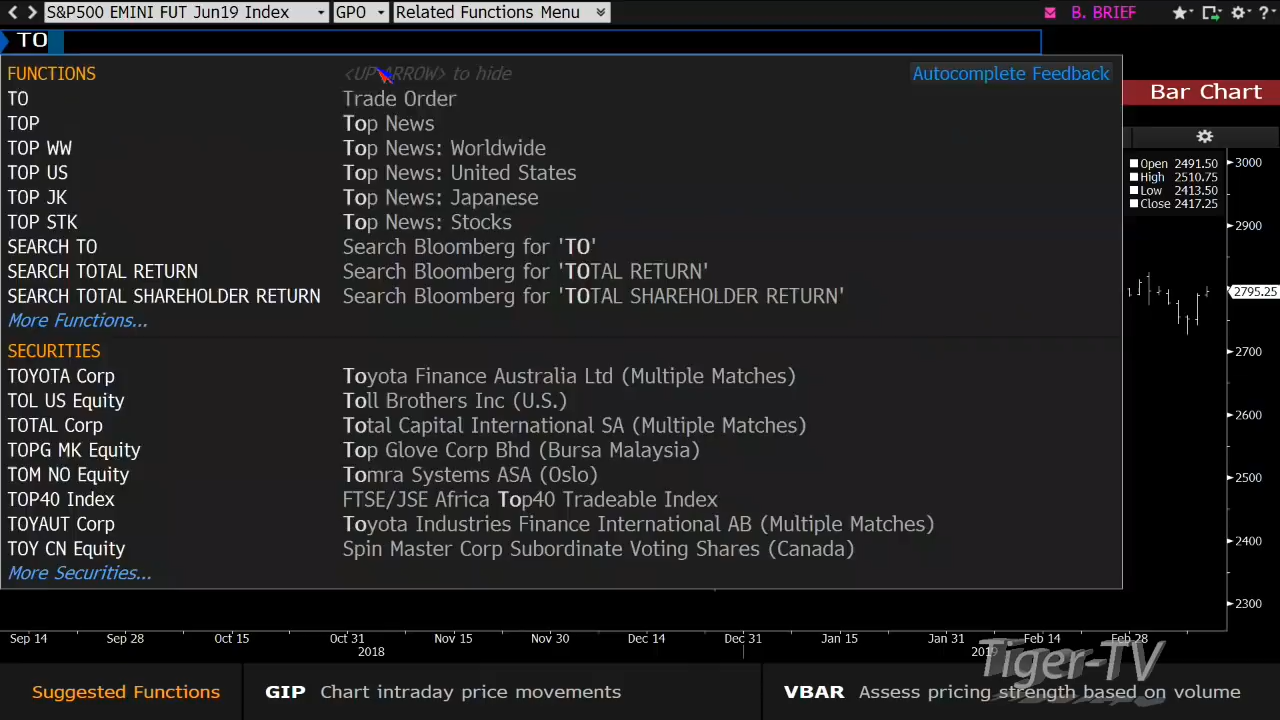 S&P500 EMINI FUT Jun19 Index GPO Related Functions Menu B. BRIEF ?
TO
FUNCTIONS <UP ARROW> to hide Autocomplete Feedback
TO Trade Order
TOP Top News
TOP WW Top News: Worldwide
TOP US Top News: United States
TOP JK Top News: Japanese
TOP STK Top News: Stocks
SEARCH TO Search Bloomberg for 'TO'
SEARCH TOTAL RETURN Search Bloomberg for 'TOTAL RETURN'
SEARCH TOTAL SHAREHOLDER RETURN Search Bloomberg for 'TOTAL SHAREHOLDER RETURN'
More Functions...
SECURITIES
TOYOTA Corp Toyota Finance Australia Ltd (Multiple Matches)
TOL US Equity Toll Brothers Inc (U.S.)
TOTAL Corp Total Capital International SA (Multiple Matches)
TOPG MK Equity Top Glove Corp Bhd (Bursa Malaysia)
TOM NO Equity Tomra Systems ASA (Oslo)
TOP40 Index FTSE/JSE Africa Top40 Tradeable Index
TOYAUT Corp Toyota Industries Finance International AB (Multiple Matches)
TOY CN Equity Spin Master Corp Subordinate Voting Shares (Canada)
More Securities...
Bar Chart
Open 2491.50
High 2510.75
Low 2413.50
Close 2417.25
3000
2900
2795.25
2700
2600
2500
2400
2300
Sep 14 Sep 28 Oct 15 Oct 31 Nov 15 Nov 30 Dec 14 Dec 31 Jan 15 Jan 31 Feb 14 Feb 28
2018 2019
Tiger-TV
Suggested Functions GIP Chart intraday price movements VBAR Assess pricing strength based on volume